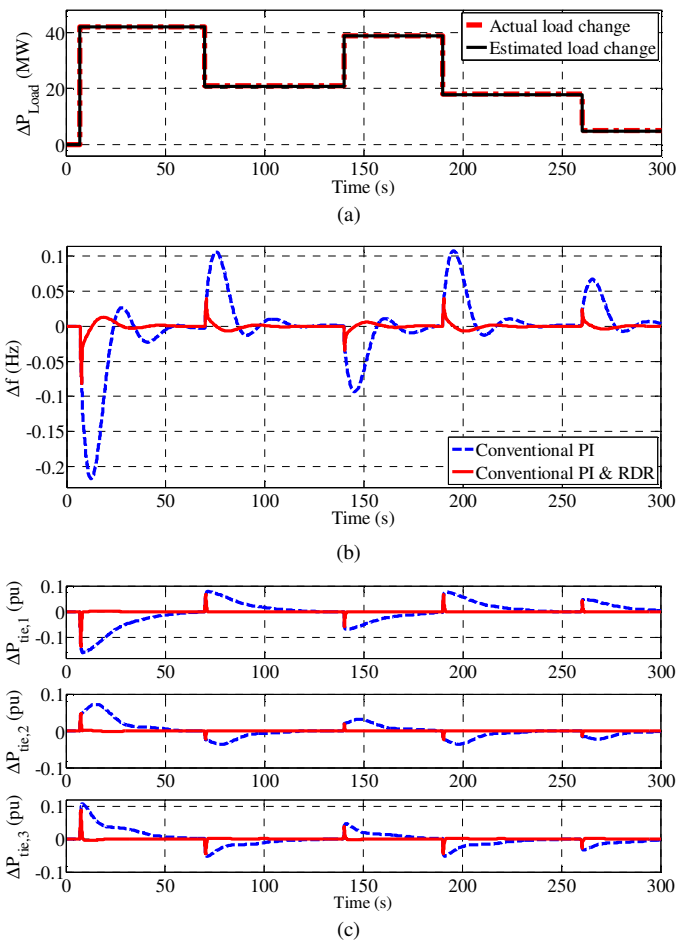 ΔP_Load (MW)
40
20
0
Actual load change
Estimated load change
0 50 100 150 200 250 300
Time (s)
(a)
Δf (Hz)
0.1
0.05
0
-0.05
-0.1
-0.15
-0.2
Conventional PI
Conventional PI & RDR
0 50 100 150 200 250 300
Time (s)
(b)
ΔP_tie,1 (pu)
0.1
0
-0.1
0 50 100 150 200 250 300
ΔP_tie,2 (pu)
0.1
0
-0.1
0 50 100 150 200 250 300
ΔP_tie,3 (pu)
0.1
0
-0.1
0 50 100 150 200 250 300
Time (s)
(c)